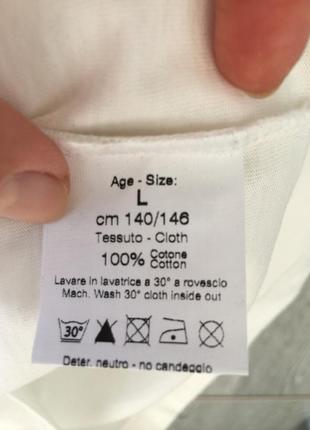 Age - Size:
L
cm 140/146
Tessuto - Cloth
100% Cotone Cotton
Lavare in lavatrice a 30° a rovescio
Mach. Wash 30° cloth inside out
30°
Deter. neutro - no candeggio